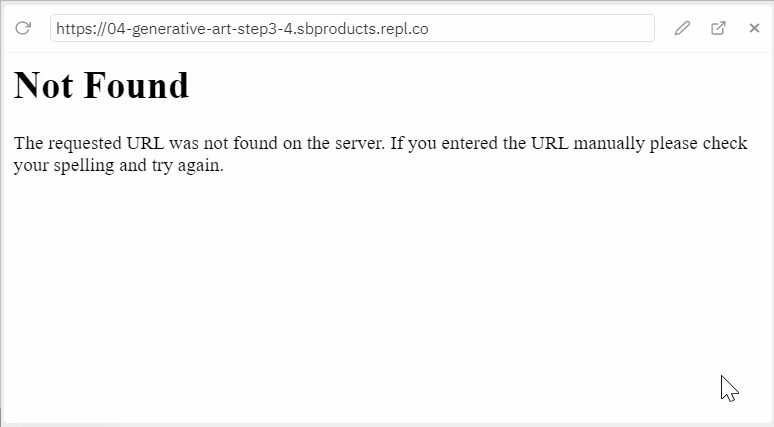 https://04-generative-art-step3-4.sbproducts.repl.co
Not Found
The requested URL was not found on the server. If you entered the URL manually please check
your spelling and try again.